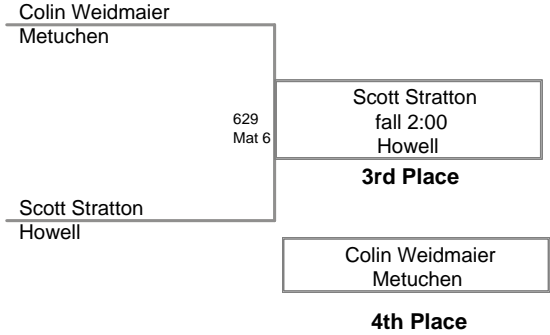 Colin Weidmaier
Metuchen
Scott Stratton
fall 2:00
Howell
629
Mat 6
3rd Place
Scott Stratton
Howell
Colin Weidmaier
Metuchen
4th Place